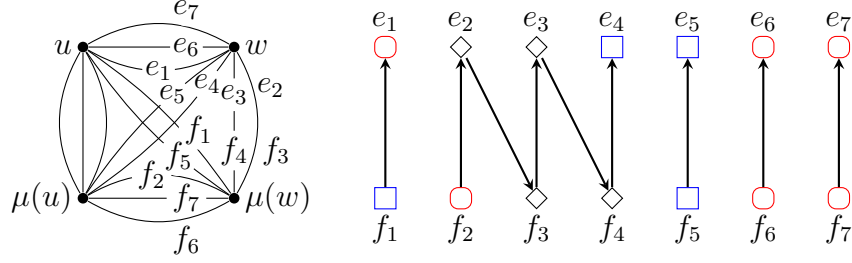 e₇
u e₆ w
e₁
e₅ e₄ e₃ e₂
f₁
f₅ f₄ f₃
f₂
μ(u) f₇ μ(w)
f₆
e₁ e₂ e₃ e₄ e₅ e₆ e₇
f₁ f₂ f₃ f₄ f₅ f₆ f₇